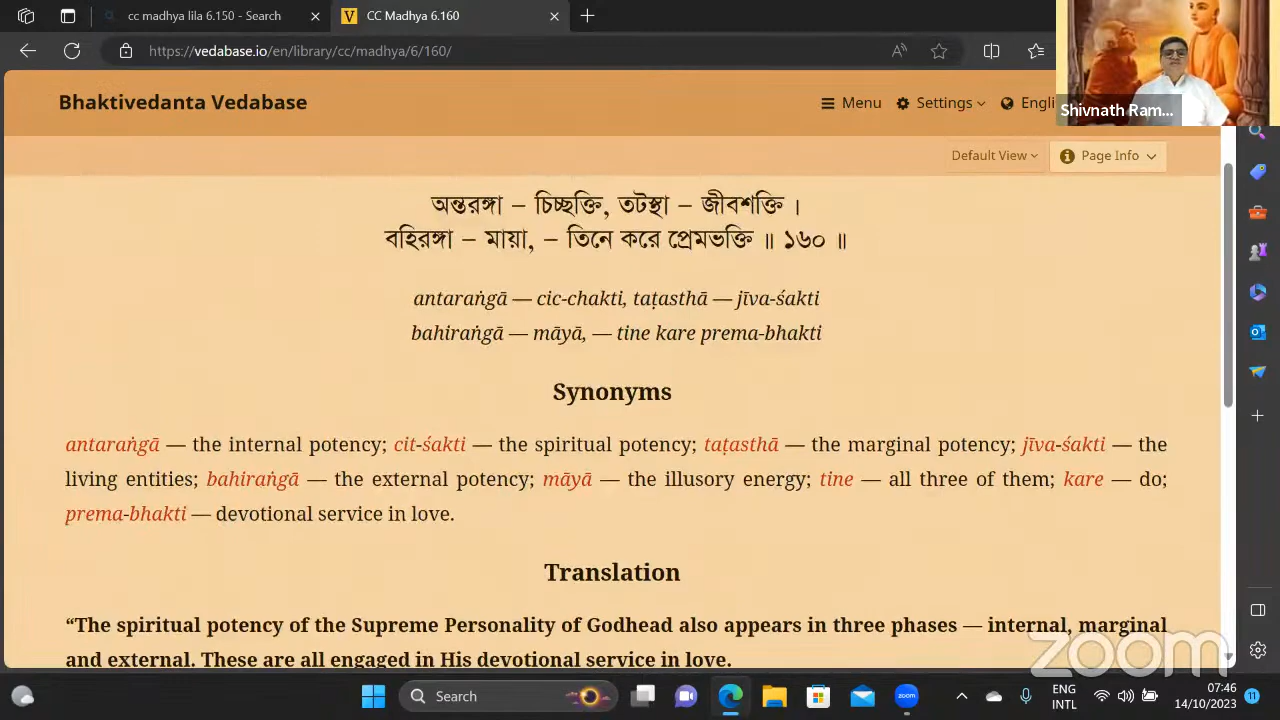 cc madhya lila 6.150 - Search
CC Madhya 6.160
https://vedabase.io/en/library/cc/madhya/6/160/
Bhaktivedanta Vedabase
Menu
Settings
Engli
Shivnath Ram...
Default View
Page Info
অন্তরঙ্গা – চিচ্ছক্তি, তটস্থা – জীবশক্তি ।
বহিরঙ্গা – মায়া, – তিনে করে প্রেমভক্তি ॥ ১৬০ ॥
antaraṅgā — cic-chakti, taṭasthā — jīva-śakti
bahiraṅgā — māyā, — tine kare prema-bhakti
Synonyms
antaraṅgā — the internal potency; cit-śakti — the spiritual potency; taṭasthā — the marginal potency; jīva-śakti — the
living entities; bahiraṅgā — the external potency; māyā — the illusory energy; tine — all three of them; kare — do;
prema-bhakti — devotional service in love.
Translation
“The spiritual potency of the Supreme Personality of Godhead also appears in three phases — internal, marginal
and external. These are all engaged in His devotional service in love.
zoom
Search
zoom
ENG
INTL
07:46
14/10/2023
11